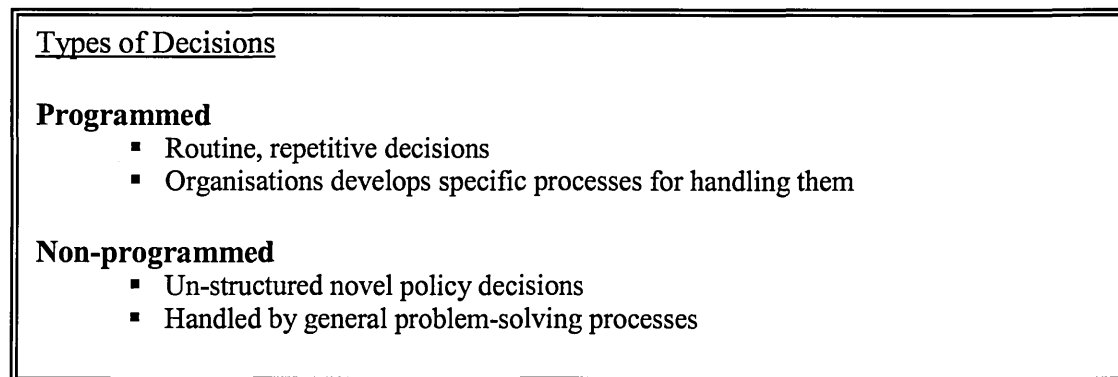 Types of Decisions
Programmed
▪ Routine, repetitive decisions
▪ Organisations develops specific processes for handling them
Non-programmed
▪ Un-structured novel policy decisions
▪ Handled by general problem-solving processes